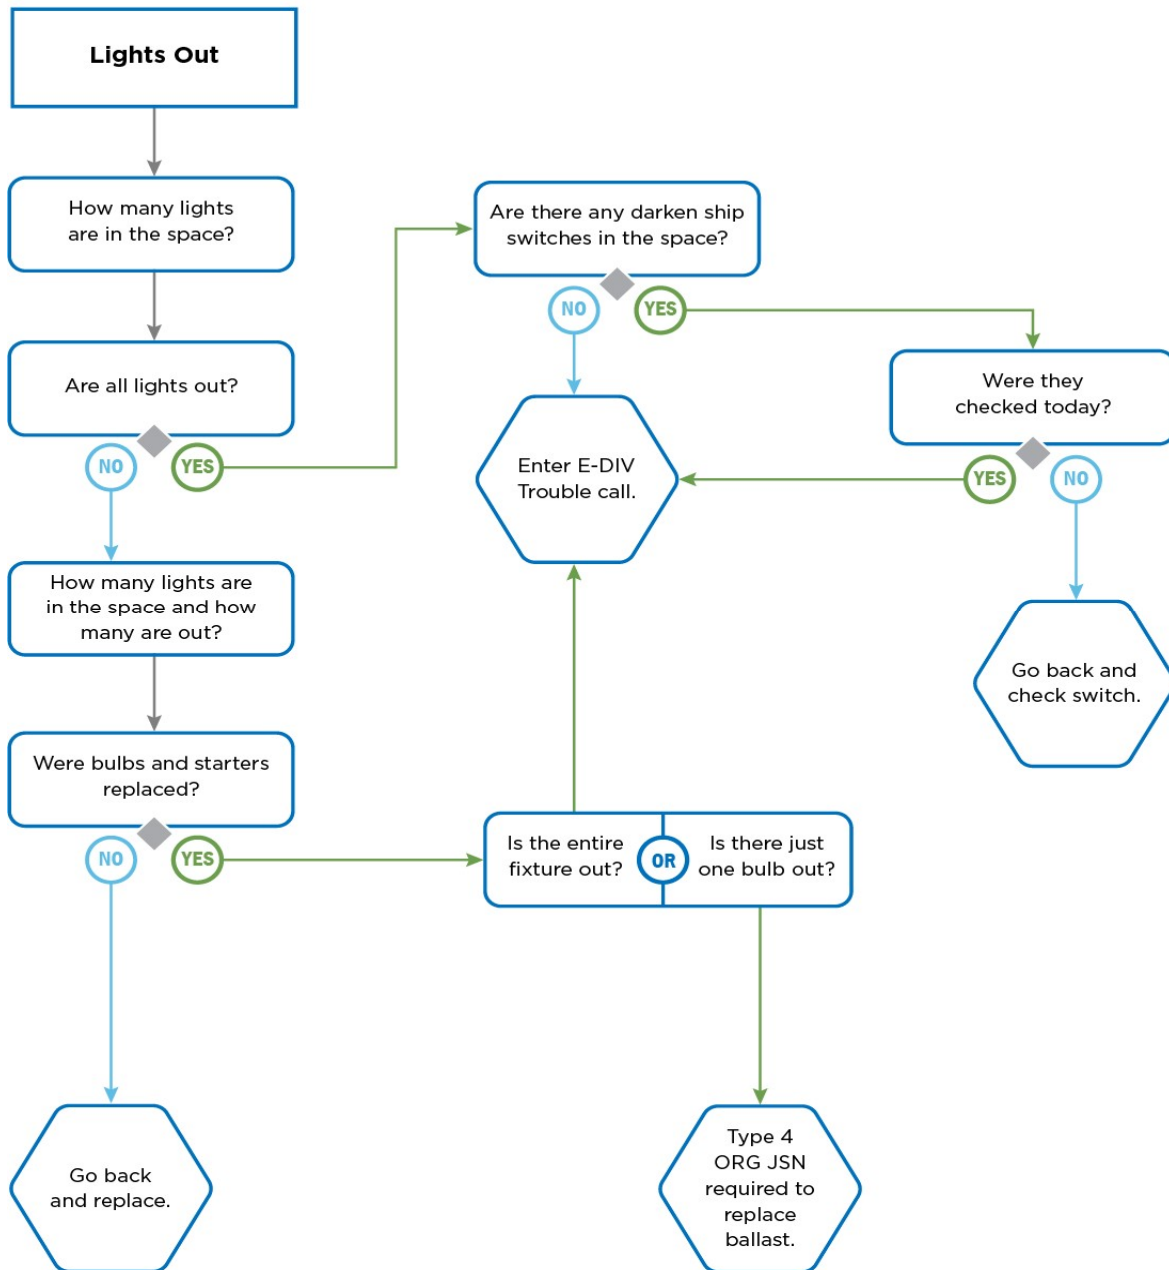 Lights Out
How many lights
are in the space?
Are all lights out?
NO
YES
Are there any darken ship
switches in the space?
NO
YES
Were they
checked today?
YES
NO
Enter E-DIV
Trouble call.
Go back and
check switch.
How many lights are
in the space and how
many are out?
Were bulbs and starters
replaced?
NO
YES
Is the entire
fixture out?
OR
Is there just
one bulb out?
Go back
and replace.
Type 4
ORG JSN
required to
replace
ballast.